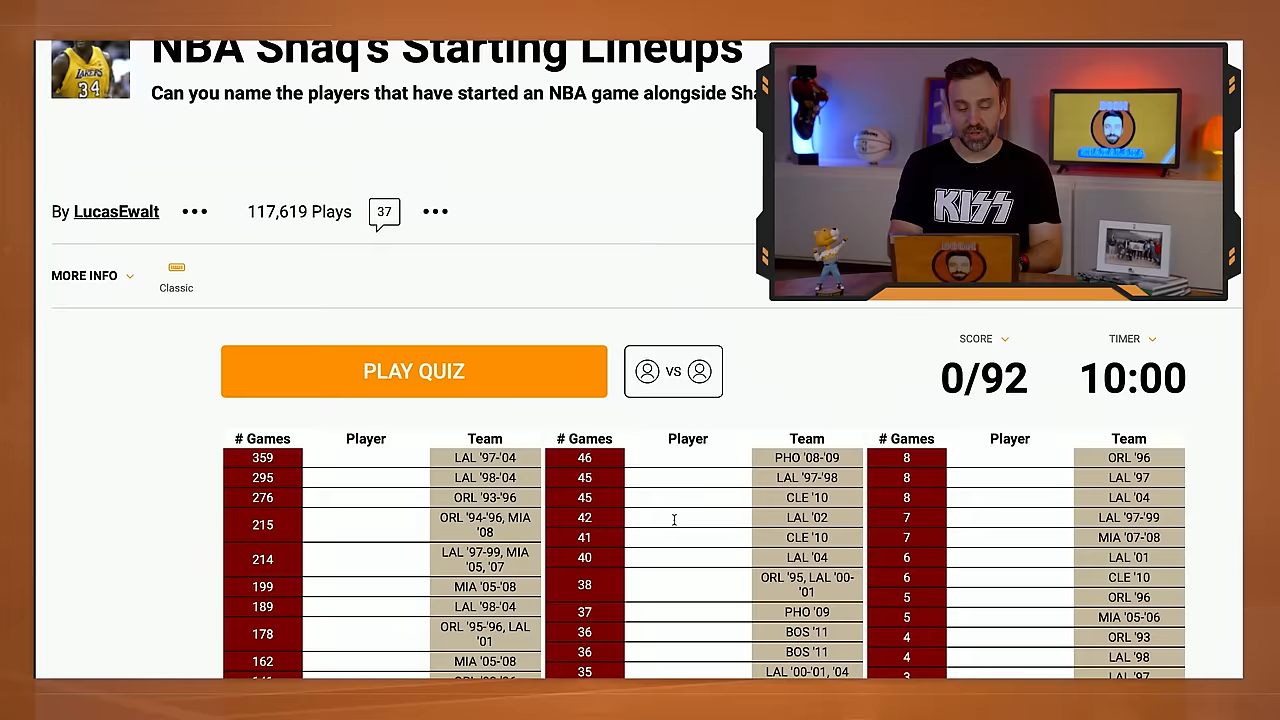 NBA Shaq's Starting Lineups
Can you name the players that have started an NBA game alongside Sha
LAKERS
34
By LucasEwalt ••• 117,619 Plays 37 •••
MORE INFO
Classic
KISS
PLAY QUIZ
VS
SCORE
0/92
TIMER
10:00
# Games Player Team # Games Player Team # Games Player Team
359 LAL '97-'04 46 PHO '08-'09 8 ORL '96
295 LAL '98-'04 45 LAL '97-'98 8 LAL '97
276 ORL '93-'96 45 CLE '10 8 LAL '04
215 ORL '94-'96, MIA '08 42 LAL '02 7 LAL '97-'99
214 LAL '97-'99, MIA '05, '07 41 CLE '10 7 MIA '07-'08
199 MIA '05-'08 40 LAL '04 6 LAL '01
189 LAL '98-'04 38 ORL '95, LAL '00-'01 6 CLE '10
178 ORL '95-'96, LAL '01 37 PHO '09 5 ORL '96
162 MIA '05-'08 36 BOS '11 5 MIA '05-'06
36 BOS '11 4 ORL '93
35 LAL '00-'01, '04 4 LAL '98
3 LAL '97